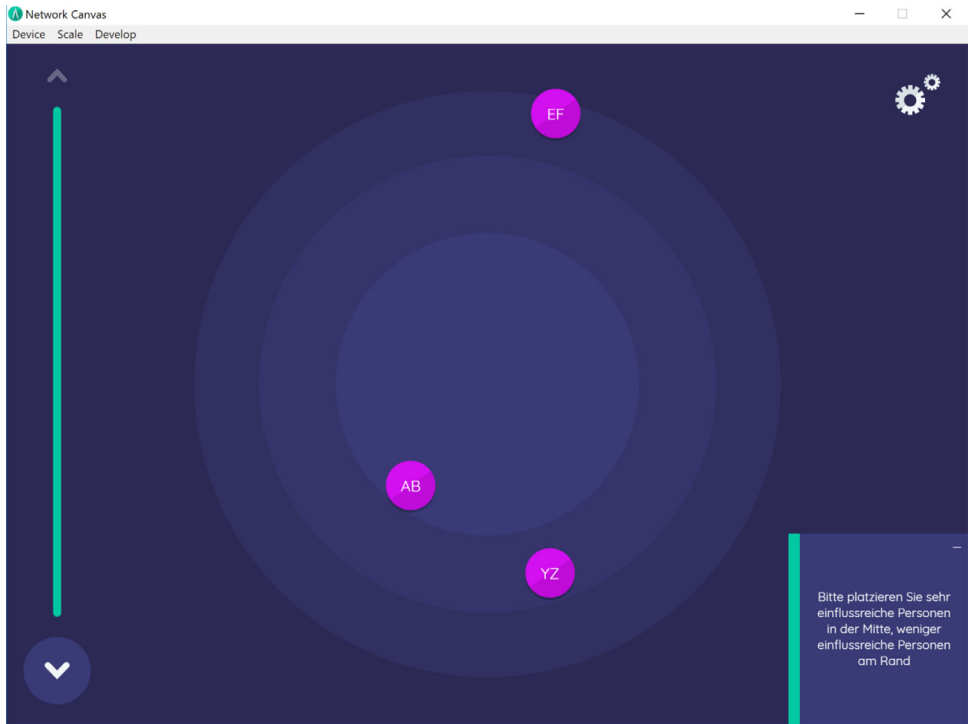 Network Canvas
Device Scale Develop
EF
AB
YZ
Bitte platzieren Sie sehr
einflussreiche Personen
in der Mitte, weniger
einflussreiche Personen
am Rand